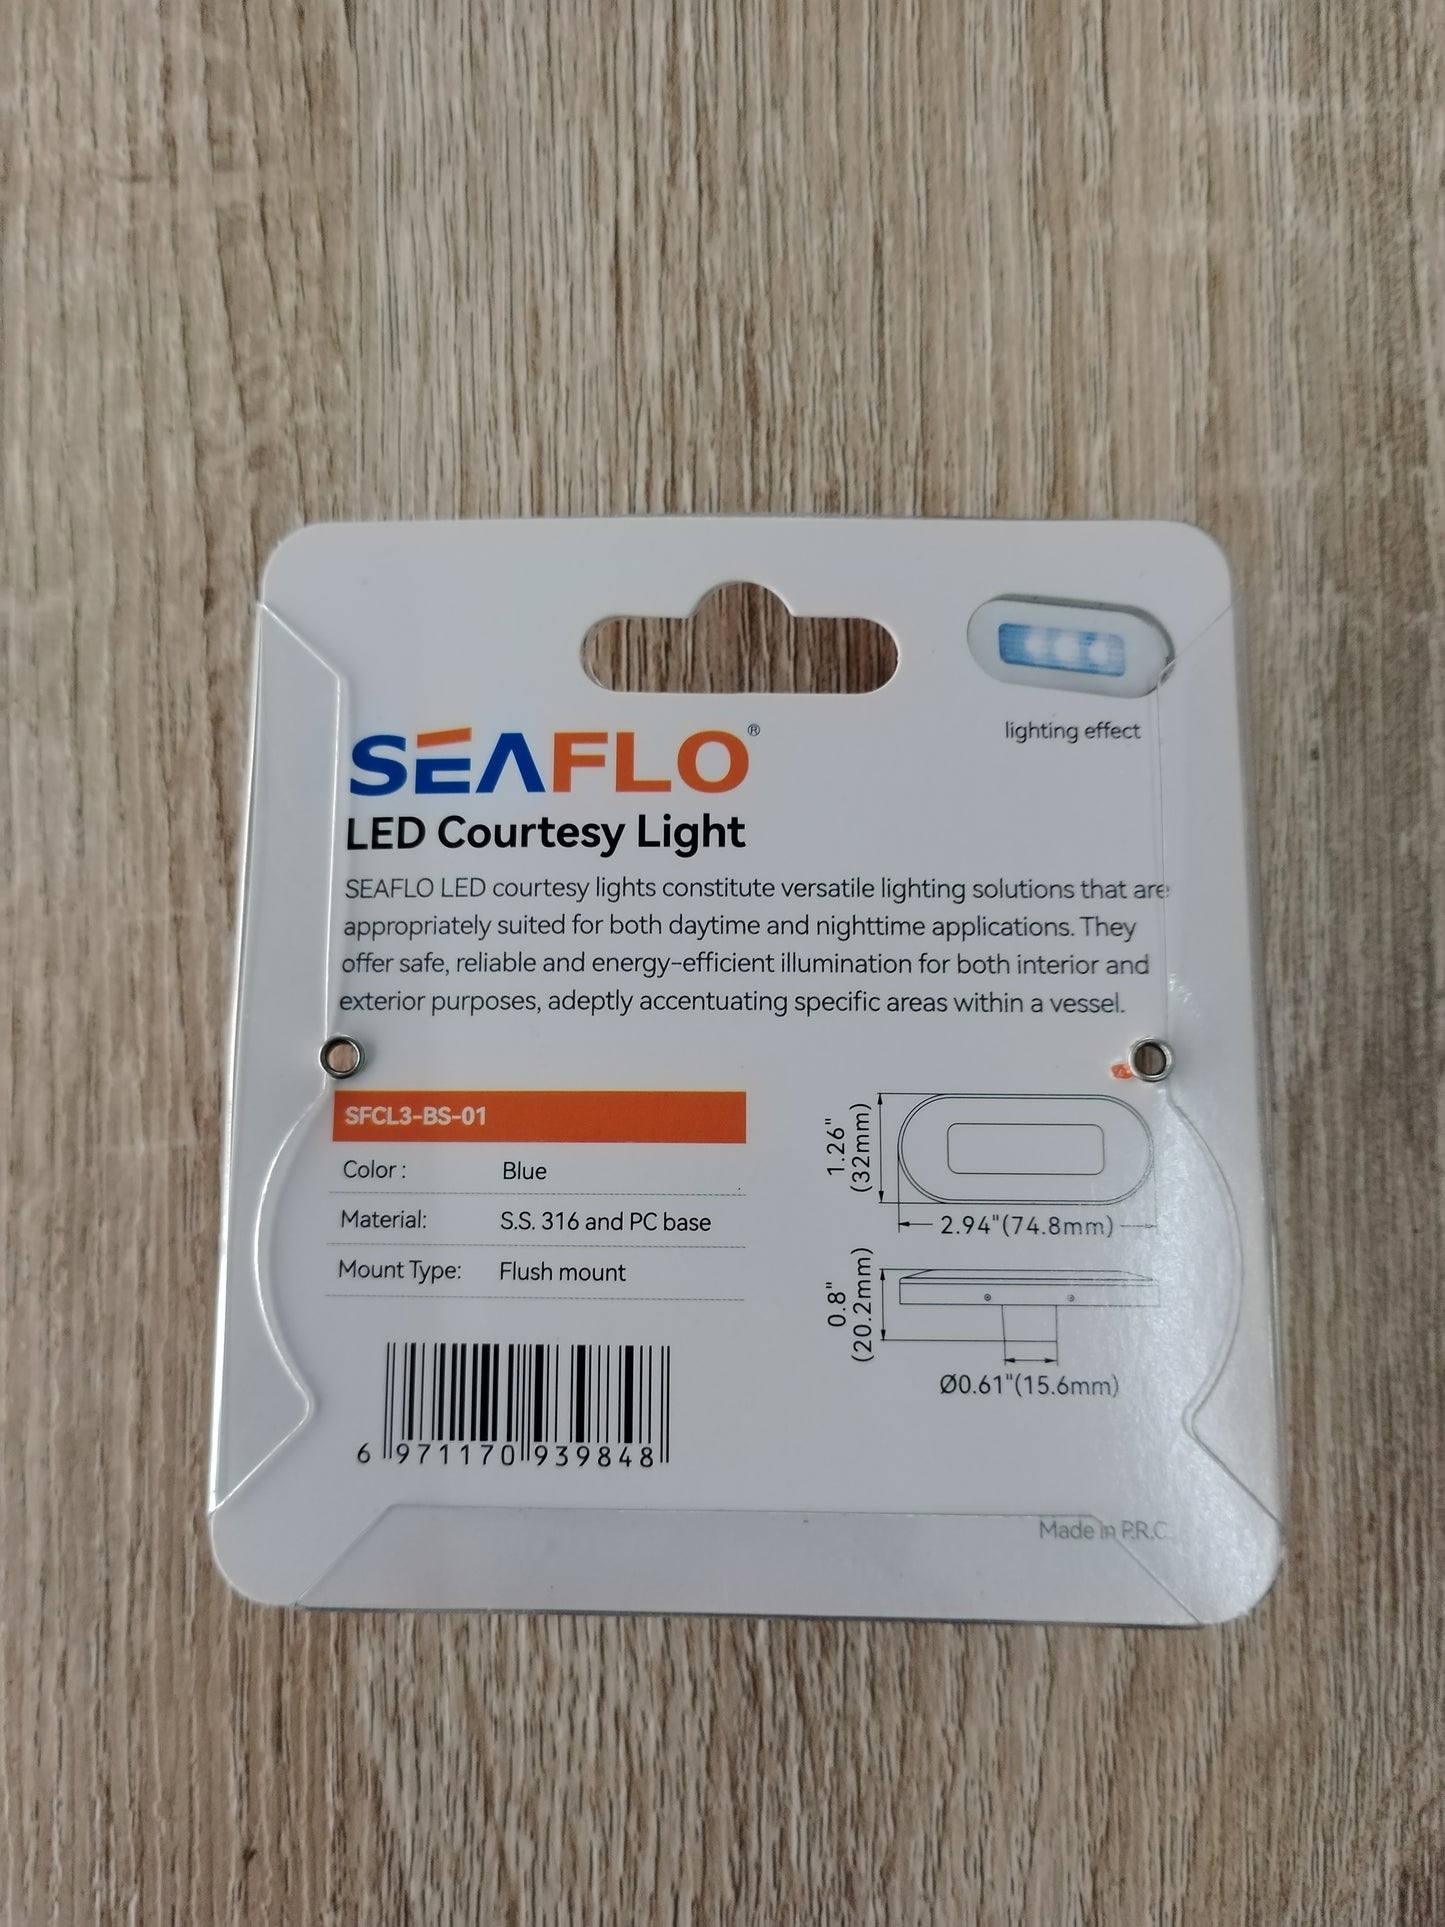 lighting effect
SEAFLO®
LED Courtesy Light
SEAFLO LED courtesy lights constitute versatile lighting solutions that are
appropriately suited for both daytime and nighttime applications. They
offer safe, reliable and energy-efficient illumination for both interior and
exterior purposes, adeptly accentuating specific areas within a vessel.
SFCL3-BS-01
Color : Blue
Material: S.S. 316 and PC base
Mount Type: Flush mount
1.26"
(32mm)
2.94"(74.8mm)
0.8"
(20.2mm)
Ø0.61"(15.6mm)
6 971170 939848
Made in P.R.C.